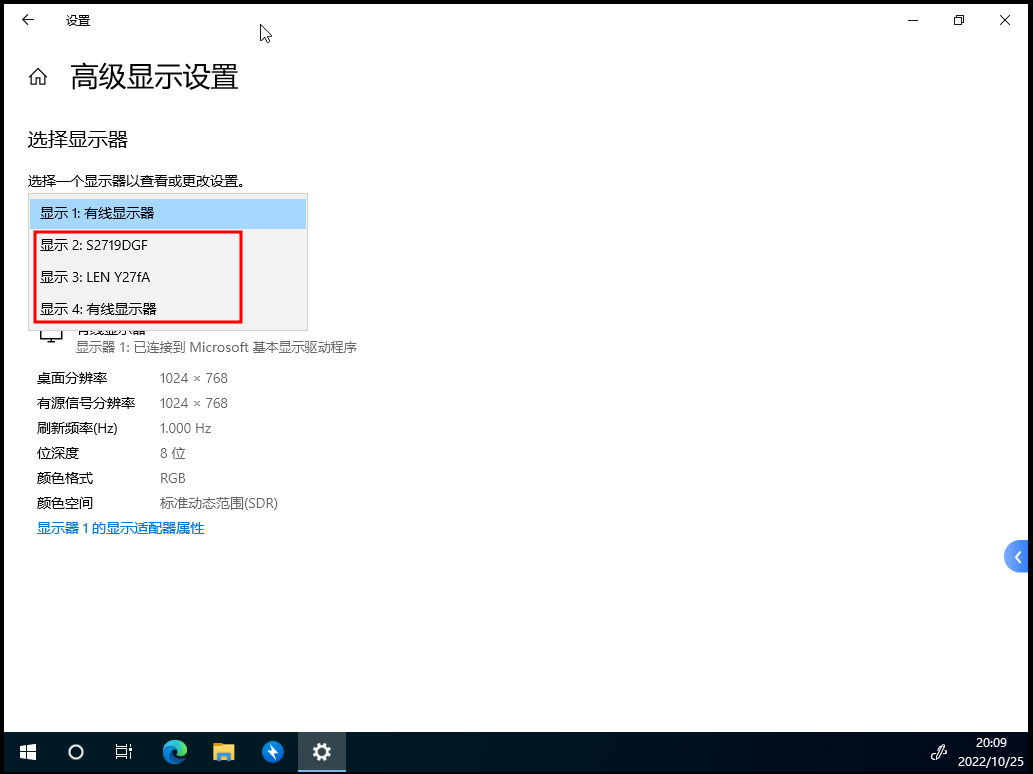 设置
高级显示设置
选择显示器
选择一个显示器以查看或更改设置。
显示 1: 有线显示器
显示 2: S2719DGF
显示 3: LEN Y27fA
显示 4: 有线显示器
有线显示器
显示器 1: 已连接到 Microsoft 基本显示驱动程序
桌面分辨率 1024 × 768
有源信号分辨率 1024 × 768
刷新频率(Hz) 1.000 Hz
位深度 8 位
颜色格式 RGB
颜色空间 标准动态范围(SDR)
显示器 1 的显示适配器属性
20:09
2022/10/25